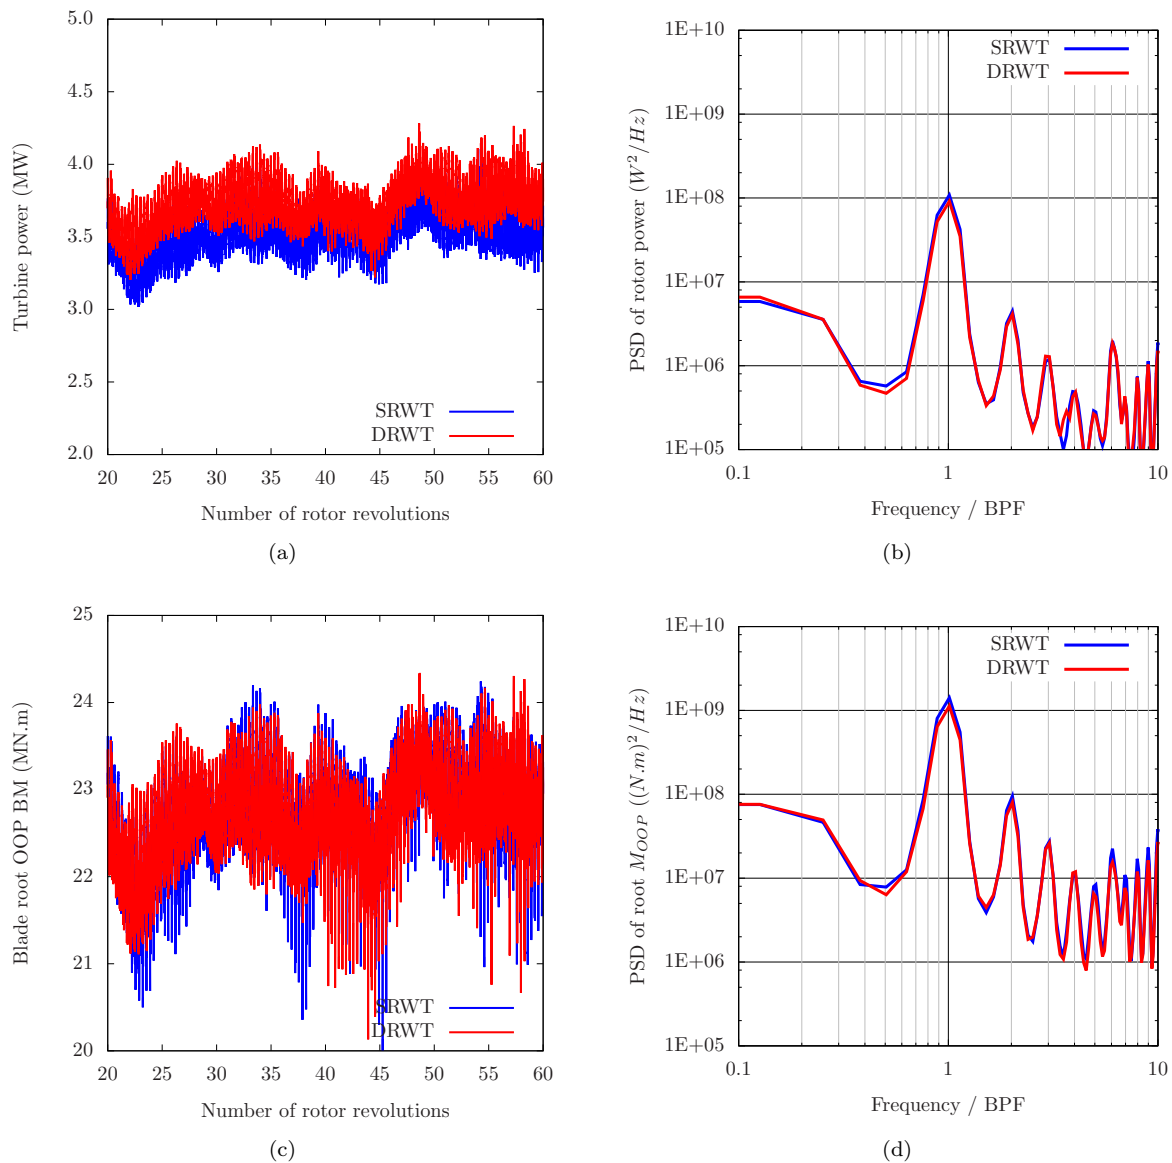 5.0
4.5
4.0
3.5
3.0
2.5
2.0
Turbine power (MW)
SRWT
DRWT
20 25 30 35 40 45 50 55 60
Number of rotor revolutions
(a)
1E+10
1E+09
1E+08
1E+07
1E+06
1E+05
PSD of rotor power (W²/Hz)
SRWT
DRWT
0.1 1 10
Frequency / BPF
(b)
25
24
23
22
21
20
Blade root OOP BM (MN.m)
SRWT
DRWT
20 25 30 35 40 45 50 55 60
Number of rotor revolutions
(c)
1E+10
1E+09
1E+08
1E+07
1E+06
1E+05
PSD of root M_OOP ((N.m)²/Hz)
SRWT
DRWT
0.1 1 10
Frequency / BPF
(d)